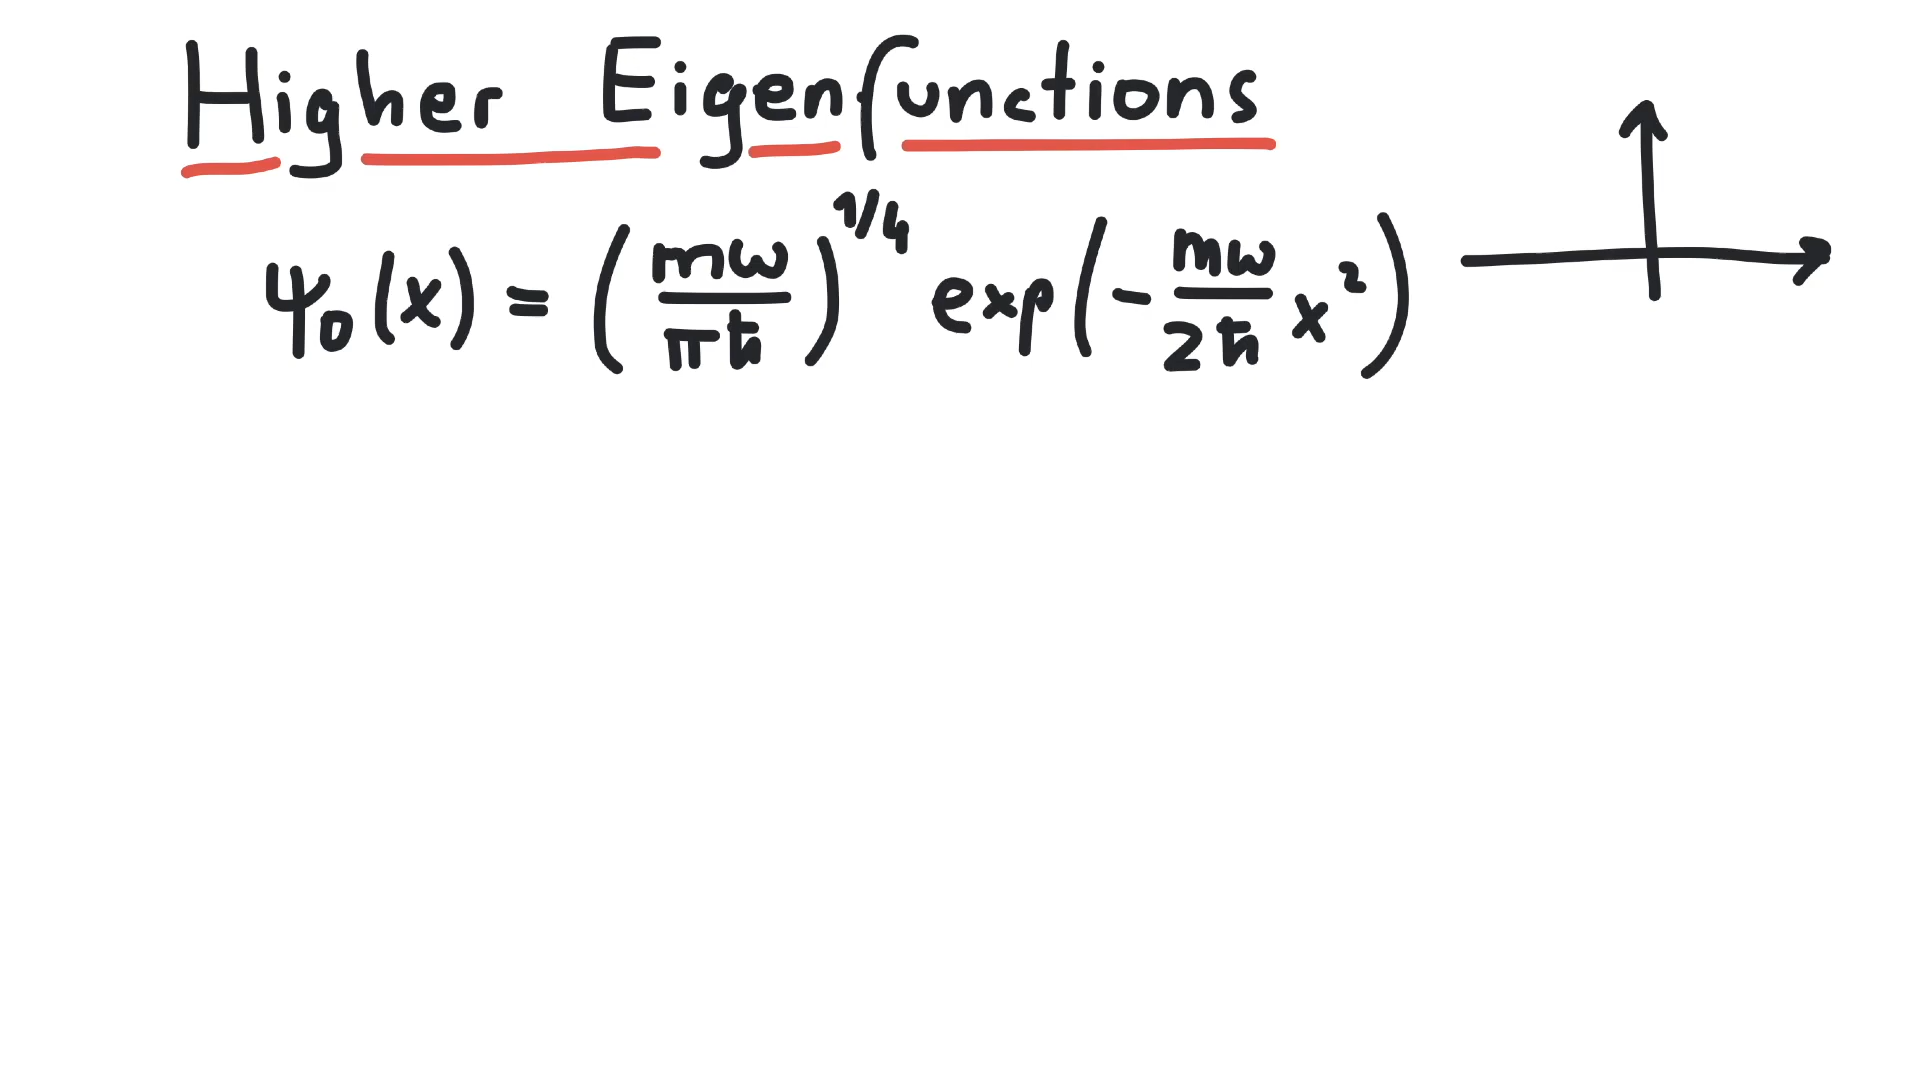 Higher Eigenfunctions
ψ₀(x) = (mω/πħ)^1/4 exp(-mω/2ħ x²)